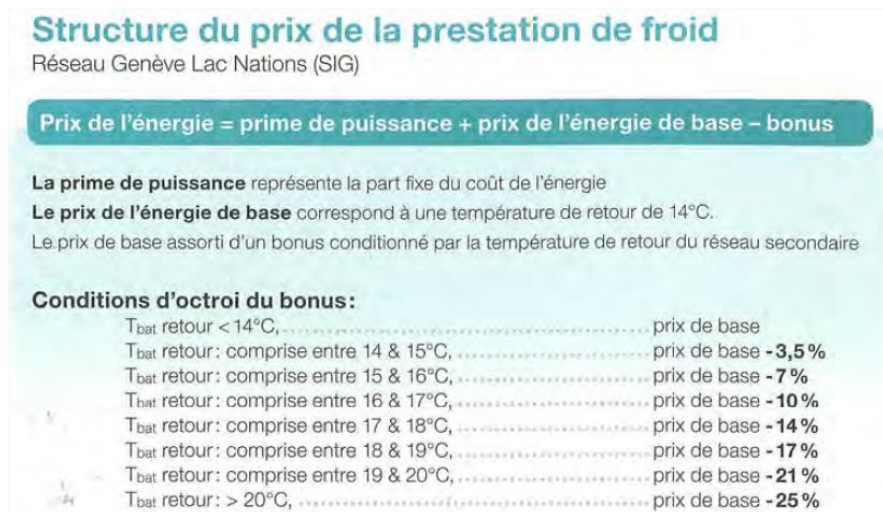 Structure du prix de la prestation de froid
Réseau Genève Lac Nations (SIG)
Prix de l'énergie = prime de puissance + prix de l'énergie de base – bonus
La prime de puissance représente la part fixe du coût de l'énergie
Le prix de l'énergie de base correspond à une température de retour de 14°C.
Le prix de base assorti d'un bonus conditionné par la température de retour du réseau secondaire
Conditions d'octroi du bonus:
Tbat retour < 14°C, ........ prix de base
Tbat retour: comprise entre 14 & 15°C, ........ prix de base -3,5%
Tbat retour: comprise entre 15 & 16°C, ........ prix de base -7%
Tbat retour: comprise entre 16 & 17°C, ........ prix de base -10%
Tbat retour: comprise entre 17 & 18°C, ........ prix de base -14%
Tbat retour: comprise entre 18 & 19°C, ........ prix de base -17%
Tbat retour: comprise entre 19 & 20°C, ........ prix de base -21%
Tbat retour: > 20°C, ........ prix de base -25%